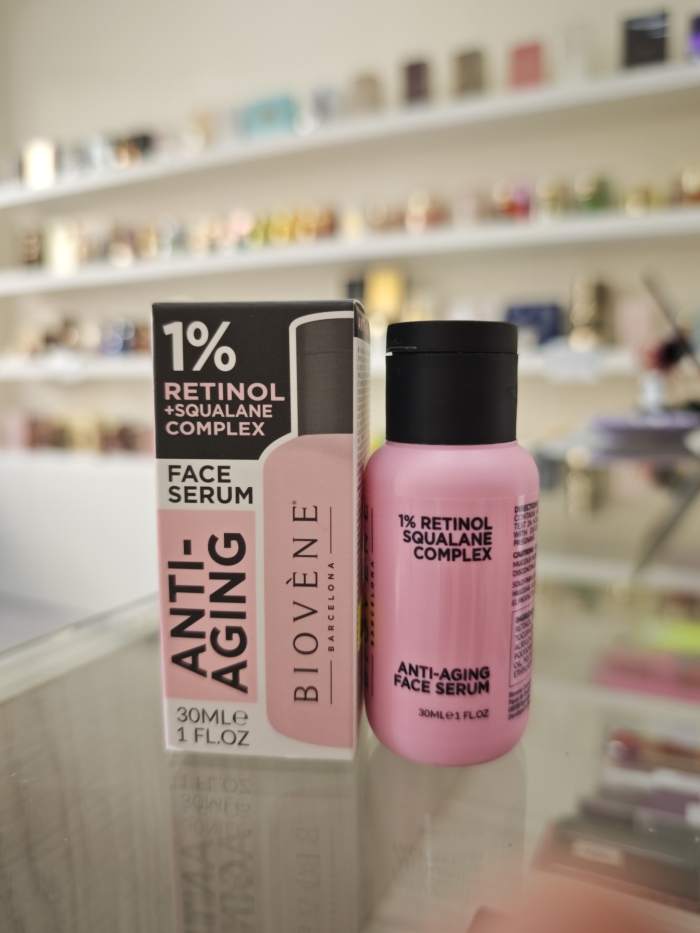 1%
RETINOL
+SQUALANE
COMPLEX
FACE
SERUM
ANTI-
AGING
30ML℮
1 FL.OZ
BIOVÈNE®
BARCELONA
1% RETINOL
SQUALANE
COMPLEX
ANTI-AGING
FACE SERUM
30ML℮1 FL.OZ